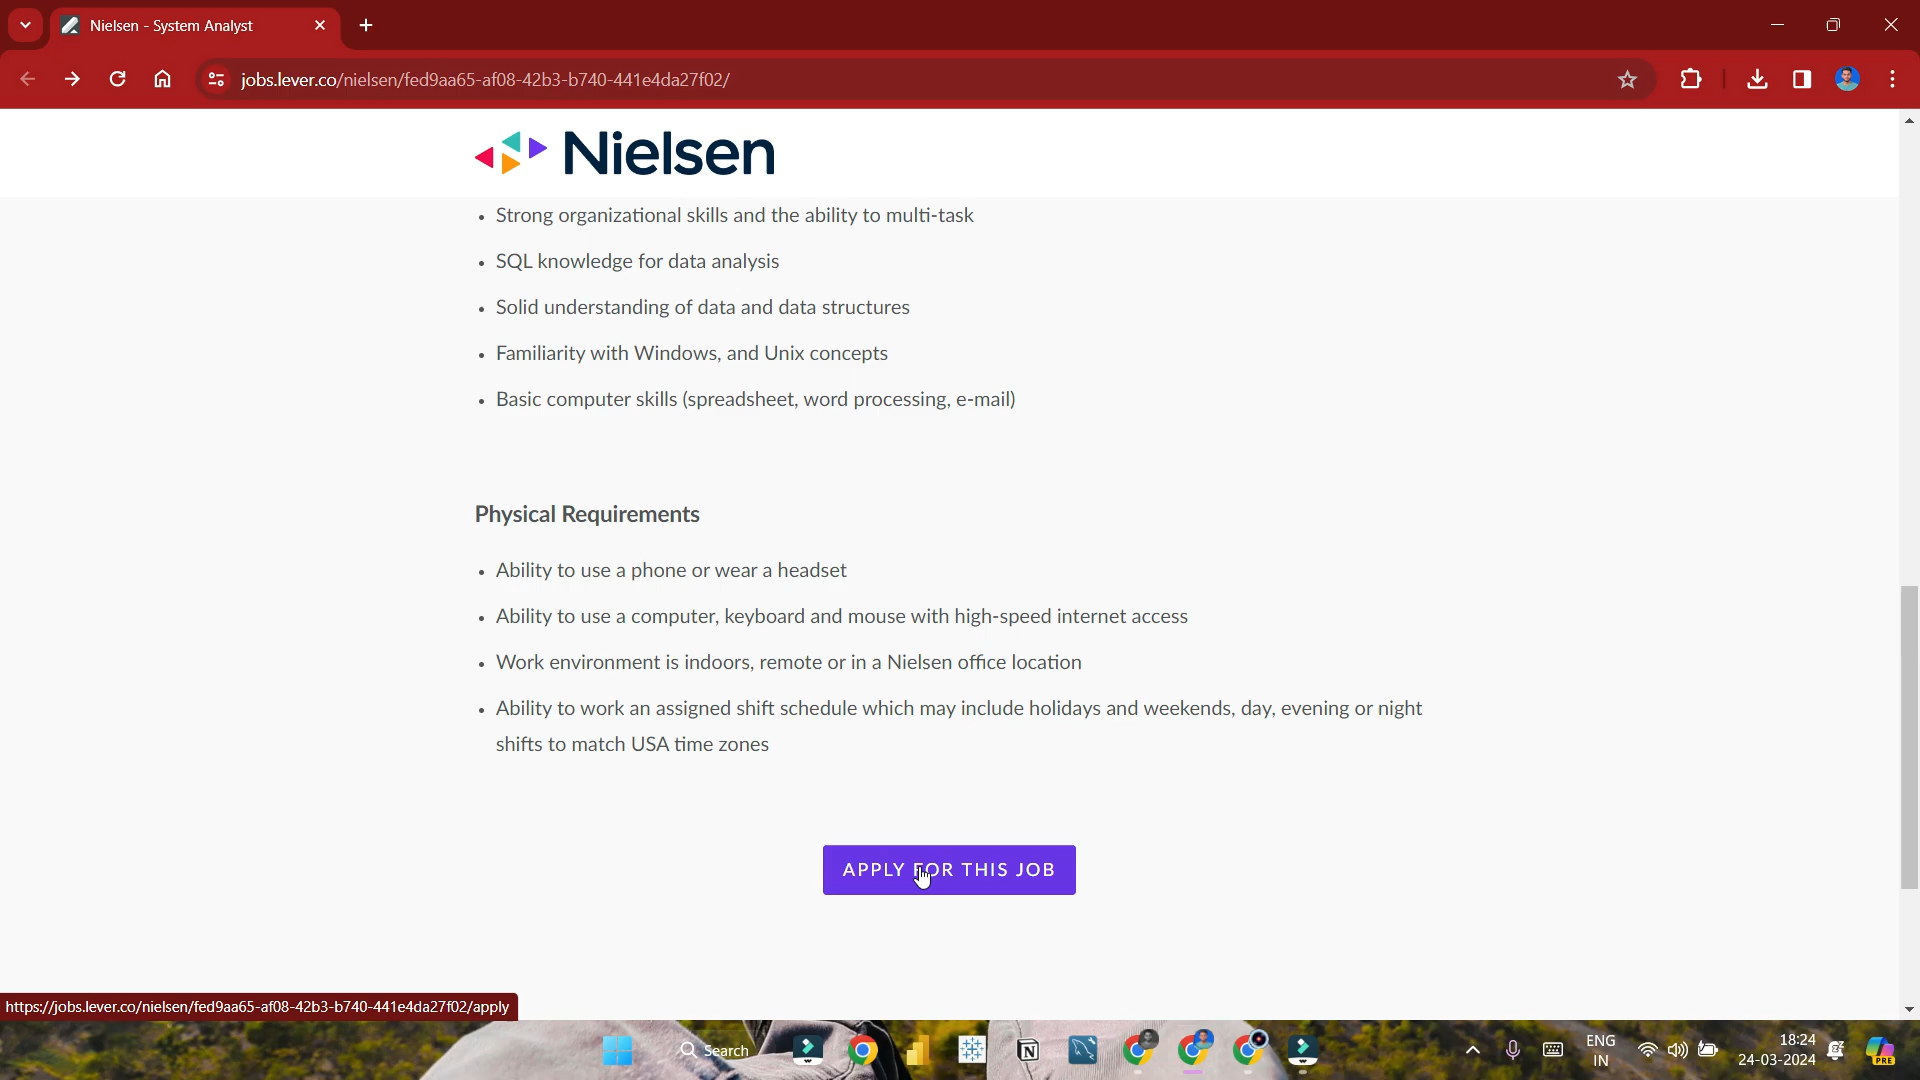 Nielsen - System Analyst
jobs.lever.co/nielsen/fed9aa65-af08-42b3-b740-441e4da27f02/
Nielsen
• Strong organizational skills and the ability to multi-task
• SQL knowledge for data analysis
• Solid understanding of data and data structures
• Familiarity with Windows, and Unix concepts
• Basic computer skills (spreadsheet, word processing, e-mail)
Physical Requirements
• Ability to use a phone or wear a headset
• Ability to use a computer, keyboard and mouse with high-speed internet access
• Work environment is indoors, remote or in a Nielsen office location
• Ability to work an assigned shift schedule which may include holidays and weekends, day, evening or night
shifts to match USA time zones
APPLY FOR THIS JOB
https://jobs.lever.co/nielsen/fed9aa65-af08-42b3-b740-441e4da27f02/apply
Search
ENG
IN
18:24
24-03-2024
PRE